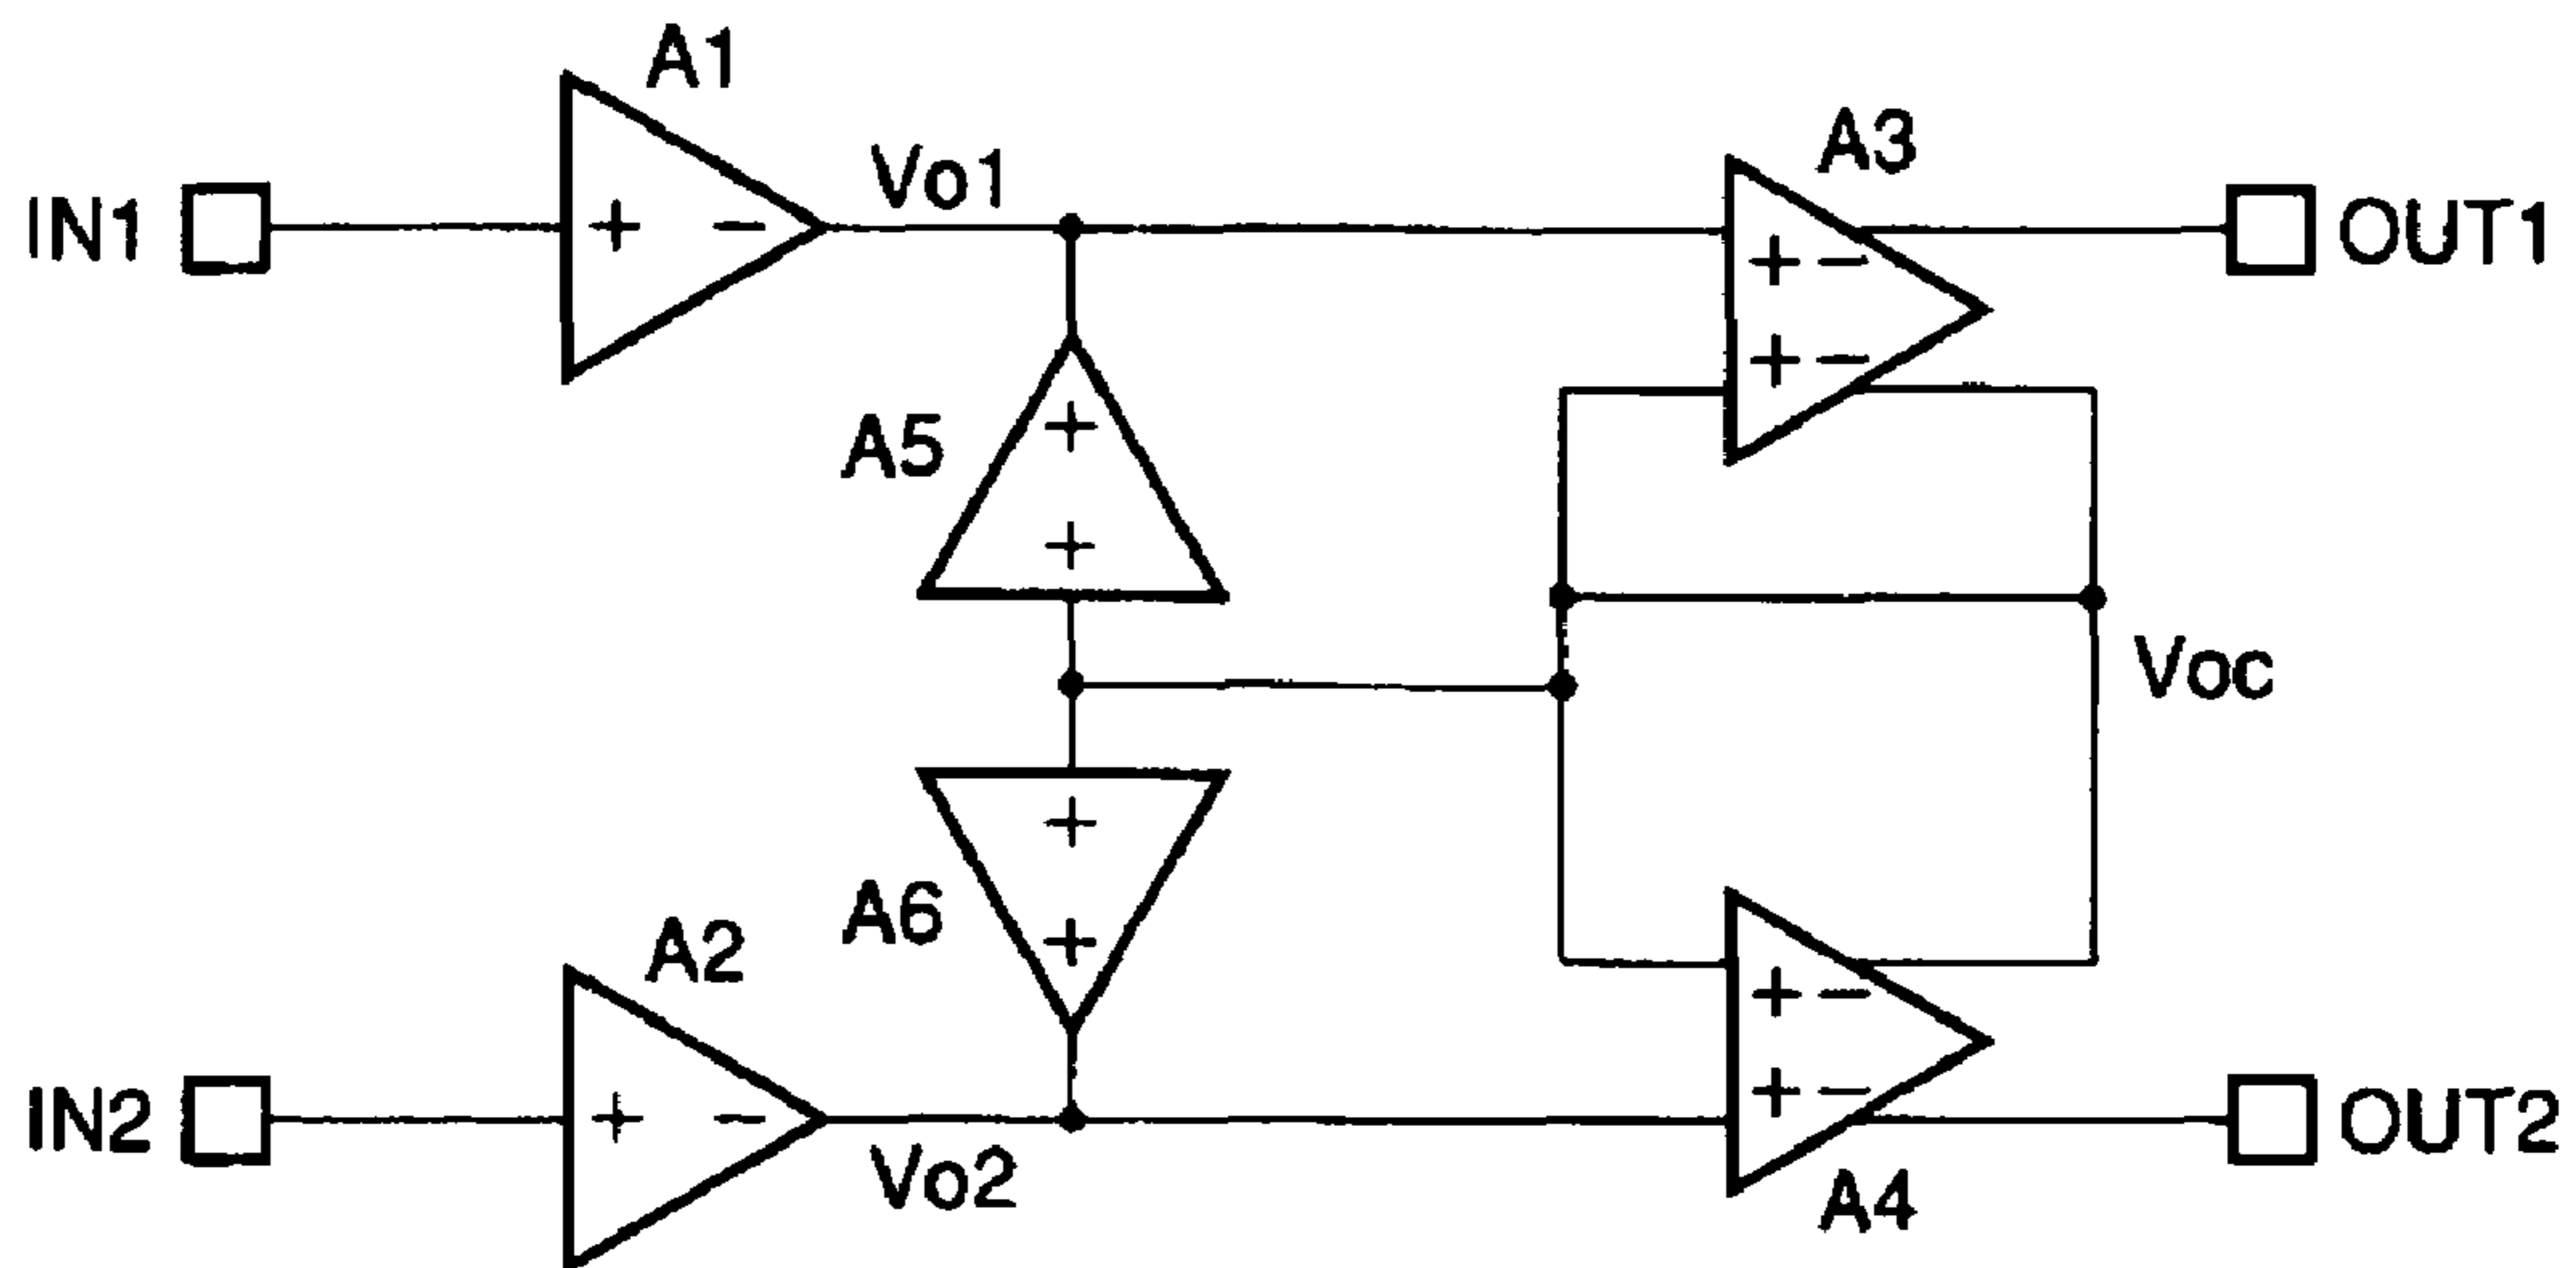 A1
A3
Vo1
IN1
OUT1
+ -
+ -
+ -
A5
+
+
Voc
+
+
A6
A2
+ -
+ -
+ -
IN2
OUT2
Vo2
A4